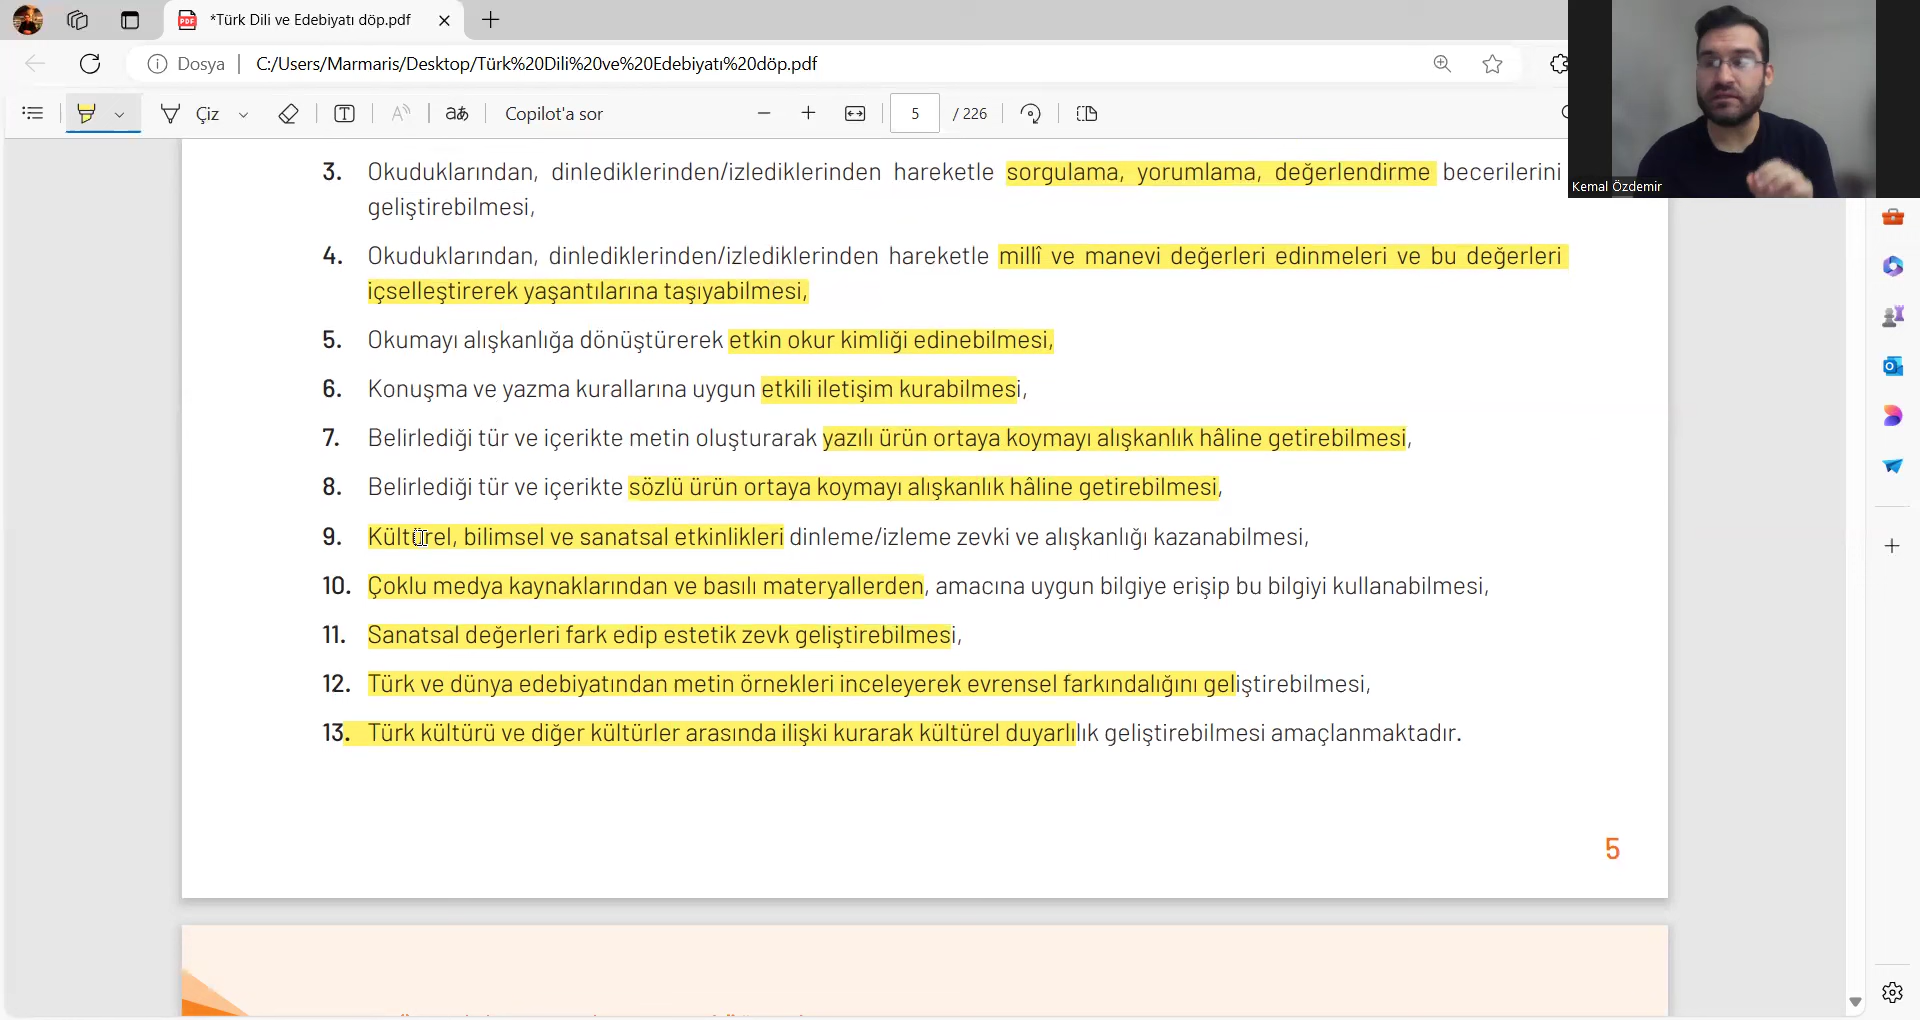 *Türk Dili ve Edebiyatı döp.pdf
Dosya C:/Users/Marmaris/Desktop/Türk%20Dili%20ve%20Edebiyatı%20döp.pdf
Çiz aあ Copilot'a sor 5 / 226
3. Okuduklarından, dinlediklerinden/izlediklerinden hareketle sorgulama, yorumlama, değerlendirme becerilerini
geliştirebilmesi,
Kemal Özdemir
4. Okuduklarından, dinlediklerinden/izlediklerinden hareketle millî ve manevi değerleri edinmeleri ve bu değerleri
içselleştirerek yaşantılarına taşıyabilmesi,
5. Okumayı alışkanlığa dönüştürerek etkin okur kimliği edinebilmesi,
6. Konuşma ve yazma kurallarına uygun etkili iletişim kurabilmesi,
7. Belirlediği tür ve içerikte metin oluşturarak yazılı ürün ortaya koymayı alışkanlık hâline getirebilmesi,
8. Belirlediği tür ve içerikte sözlü ürün ortaya koymayı alışkanlık hâline getirebilmesi,
9. Kültürel, bilimsel ve sanatsal etkinlikleri dinleme/izleme zevki ve alışkanlığı kazanabilmesi,
10. Çoklu medya kaynaklarından ve basılı materyallerden, amacına uygun bilgiye erişip bu bilgiyi kullanabilmesi,
11. Sanatsal değerleri fark edip estetik zevk geliştirebilmesi,
12. Türk ve dünya edebiyatından metin örnekleri inceleyerek evrensel farkındalığını geliştirebilmesi,
13. Türk kültürü ve diğer kültürler arasında ilişki kurarak kültürel duyarlılık geliştirebilmesi amaçlanmaktadır.
5